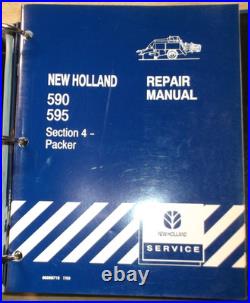 NEW HOLLAND
590
595
Section 4 -
Packer
REPAIR
MANUAL
NEW HOLLAND
SERVICE